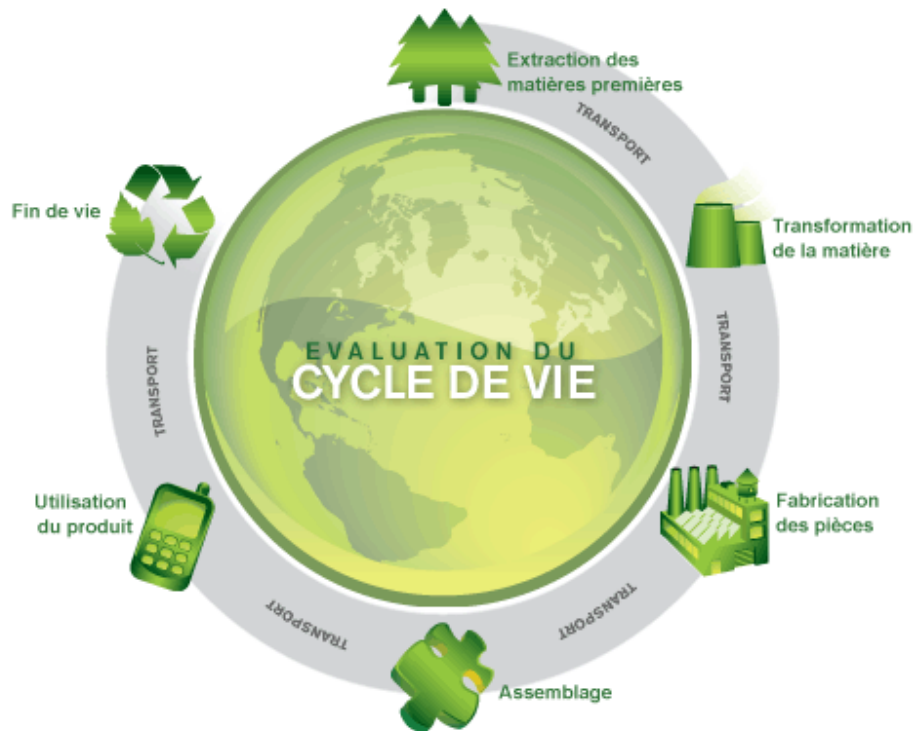 Extraction des
matières premières
TRANSPORT
Transformation
de la matière
TRANSPORT
Fabrication
des pièces
TRANSPORT
Assemblage
TRANSPORT
Utilisation
du produit
TRANSPORT
Fin de vie
EVALUATION DU
CYCLE DE VIE